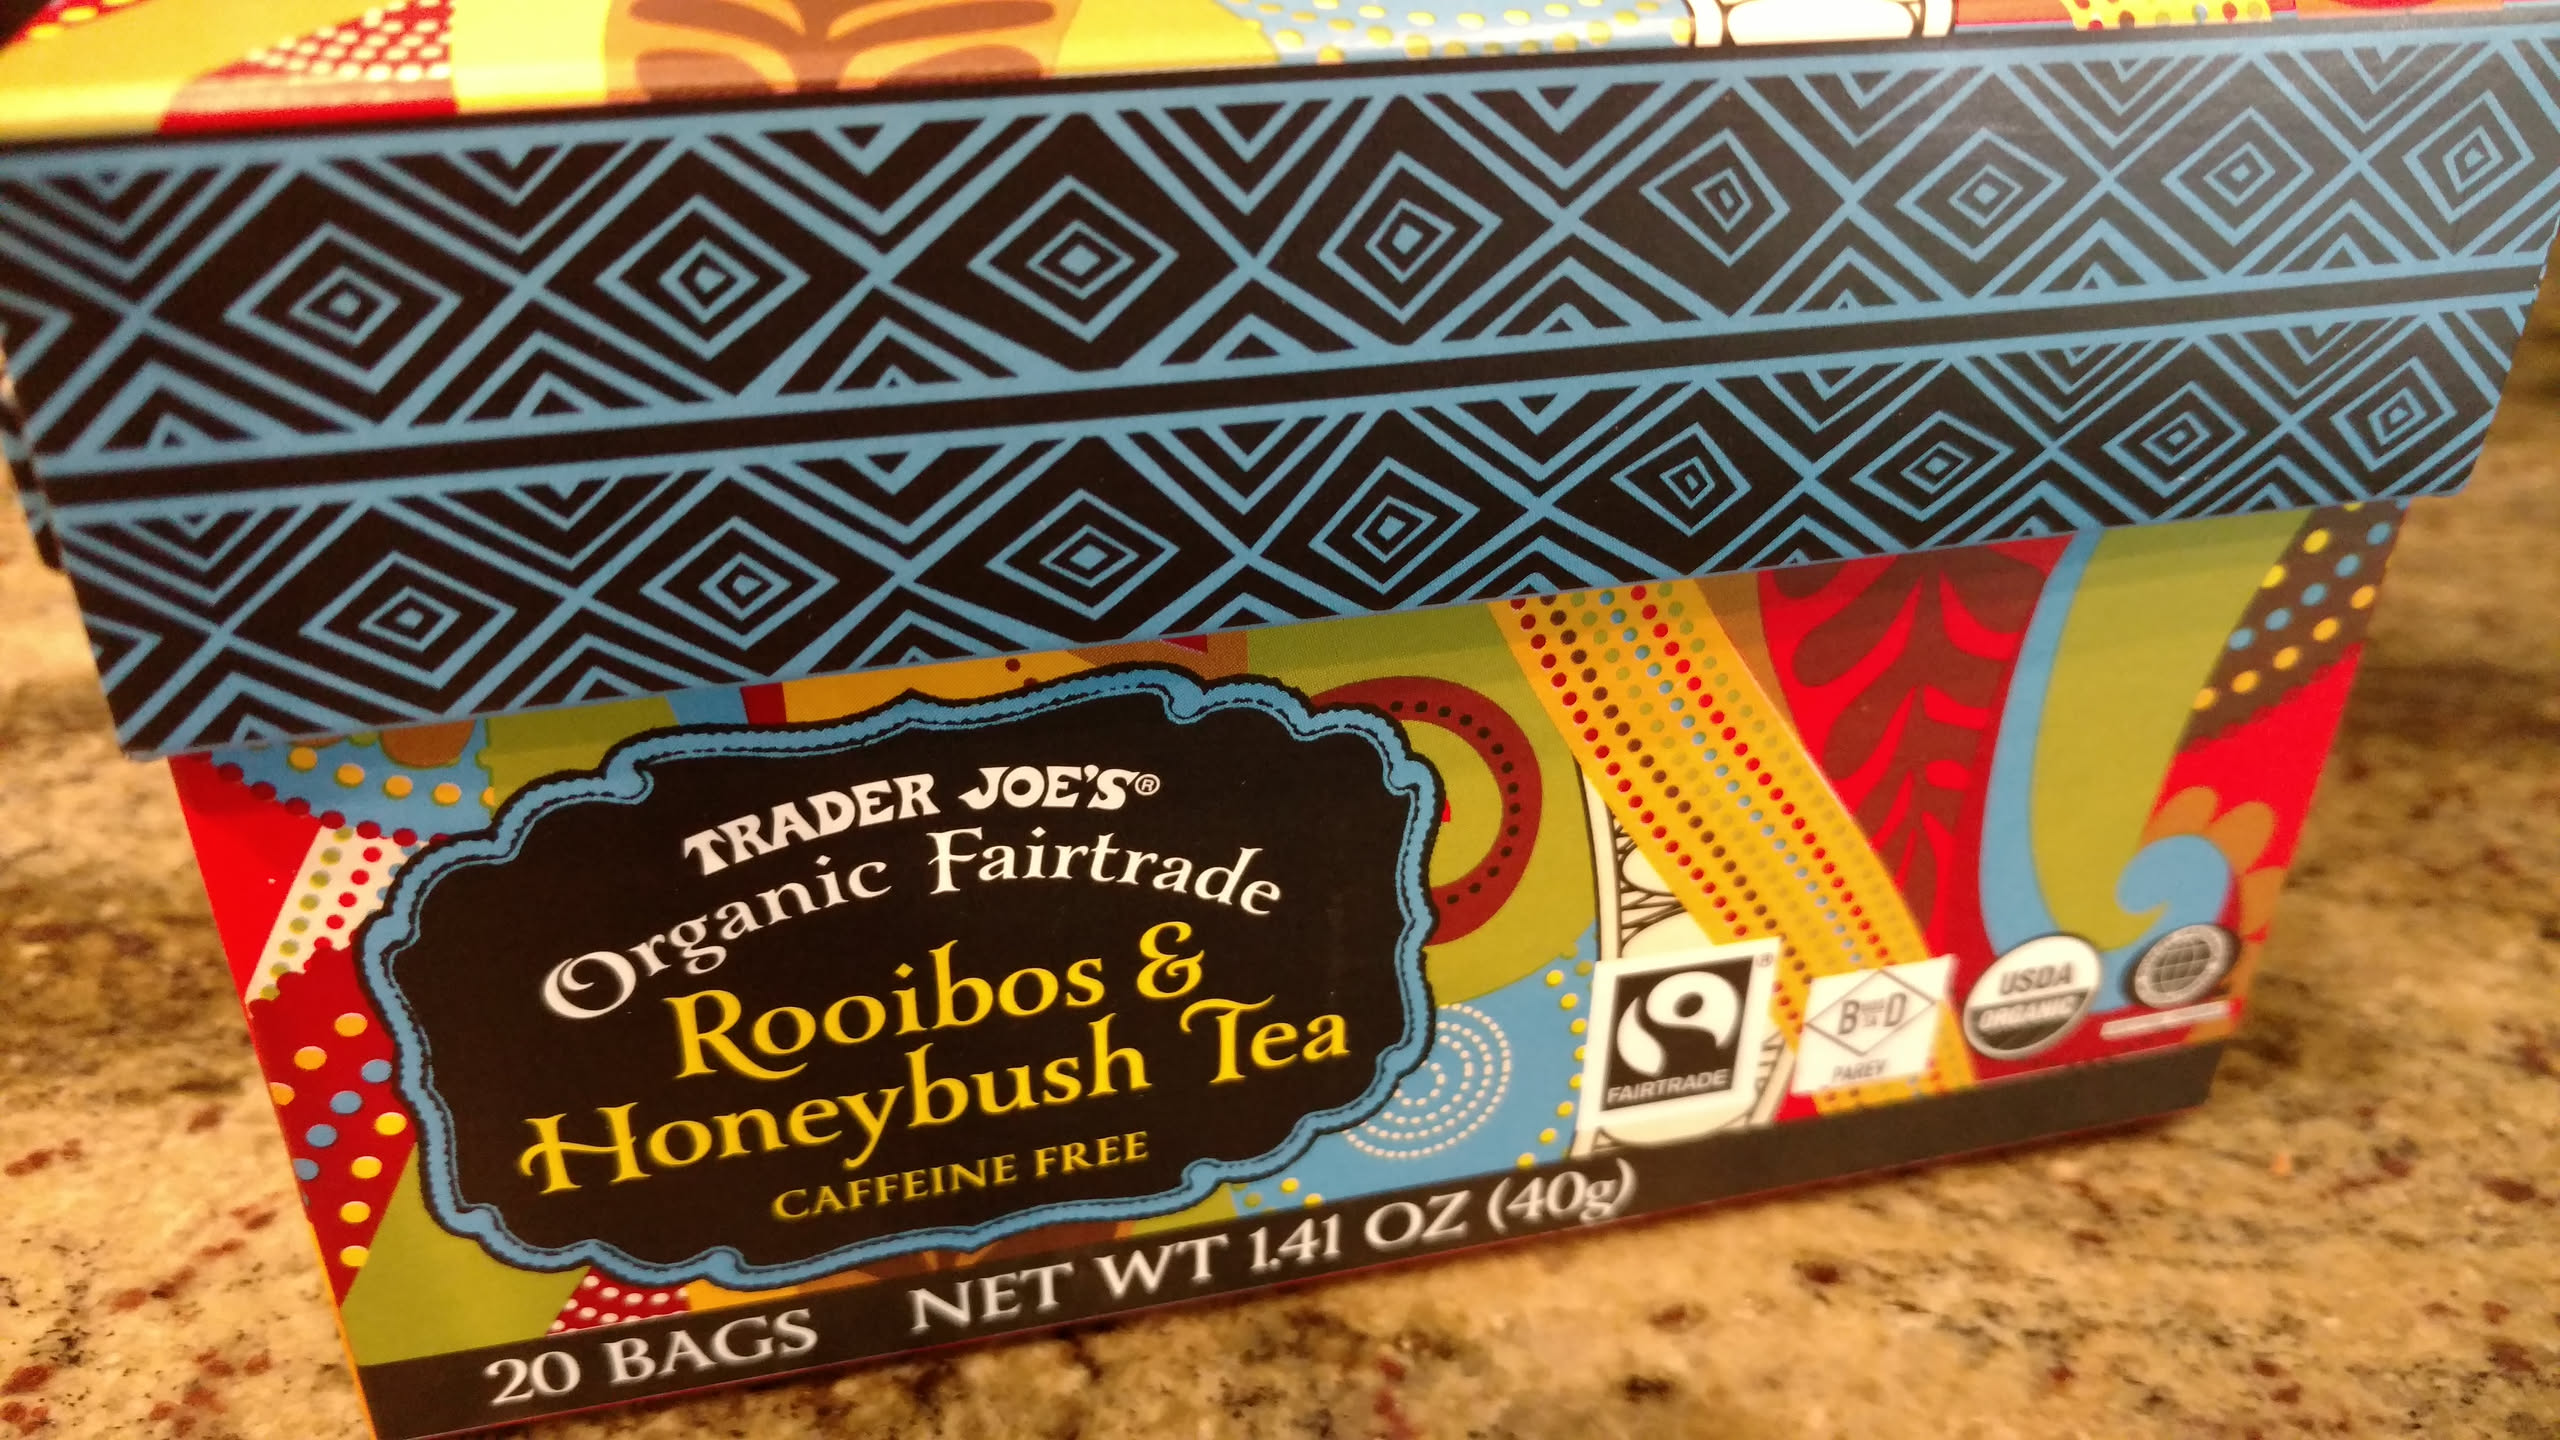 TRADER JOE'S®
Organic Fairtrade
Rooibos &
Honeybush Tea
CAFFEINE FREE
20 BAGS NET WT 1.41 OZ (40g)
FAIRTRADE
®
B D
PAREV
USDA
ORGANIC